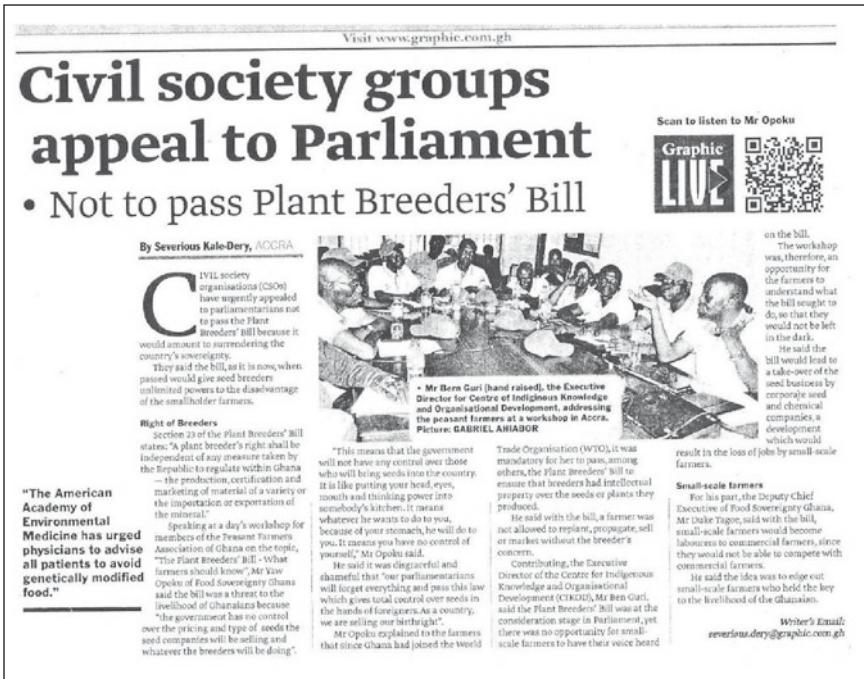 Visit www.graphic.com.gh
Civil society groups
appeal to Parliament
• Not to pass Plant Breeders' Bill
Scan to listen to Mr Opoku
Graphic
LIVE
By Severious Kale-Dery, ACCRA
CIVIL society
organisations (CSOs)
have urgently appealed
to parliamentarians not
to pass the Plant
Breeders' Bill because it
would amount to surrendering the
country's sovereignty.
They said the bill, as it is now, when
passed would give seed breeders
unlimited powers to the disadvantage
of the smallholder farmers.
Right of Breeders
Section 23 of the Plant Breeders' Bill
states: "A plant breeder's right shall be
independent of any measure taken by
the Republic to regulate within Ghana
— the production, certification and
marketing of material of a variety or
the importation or exportation of
the mineral."
Speaking at a day's workshop for
members of the Peasant Farmers
Association of Ghana on the topic,
"The Plant Breeders' Bill - What
farmers should know", Mr Yaw
Opoku of Food Sovereignty Ghana
said the bill was a threat to the
livelihood of Ghanaians because
"the government has no control
over the pricing and type of seeds the
seed companies will be selling and
whatever the breeders will be doing".
"The American
Academy of
Environmental
Medicine has urged
physicians to advise
all patients to avoid
genetically modified
food."
• Mr Bern Guri (hand raised), the Executive
Director for Centre of Indiginous Knowledge
and Organisational Development, addressing
the peasant farmers at a workshop in Accra.
Picture: GABRIEL AHIABOR
"This means that the government
will not have any control over those
who will bring seeds into the country.
It is like putting your head, eyes,
mouth and thinking power into
somebody's kitchen. It means
whatever he wants to do to you,
because of your stomach, he will do to
you. It means you have no control of
yourself," Mr Opoku said.
He said it was disgraceful and
shameful that "our parliamentarians
will forget everything and pass this law
which gives total control over seeds in
the hands of foreigners. As a country,
we are selling our birthright".
Mr Opoku explained to the farmers
that since Ghana had joined the World
Trade Organisation (WTO), it was
mandatory for her to pass, among
others, the Plant Breeders' Bill to
ensure that breeders had intellectual
property over the seeds or plants they
produced.
He said with the bill, a farmer was
not allowed to replant, propagate, sell
or market without the breeder's
concern.
Contributing, the Executive
Director of the Centre for Indigenous
Knowledge and Organisational
Development (CIKOD), Mr Ben Guri,
said the Plant Breeders' Bill was at the
consideration stage in Parliament, yet
there was no opportunity for small-
scale farmers to have their voice heard
on the bill.
The workshop
was, therefore, an
opportunity for
the farmers to
understand what
the bill sought to
do, so that they
would not be left
in the dark.
He said the
bill would lead to
a take-over of the
seed business by
corporate seed
and chemical
companies, a
development
which would
result in the loss of jobs by small-scale
farmers.
Small-scale farmers
For his part, the Deputy Chief
Executive of Food Sovereignty Ghana,
Mr Duke Tagoe, said with the bill,
small-scale farmers would become
labourers to commercial farmers, since
they would not be able to compete with
commercial farmers.
He said the idea was to edge out
small-scale farmers who held the key
to the livelihood of the Ghanaian.
Writer's Email:
severious.dery@graphic.com.gh